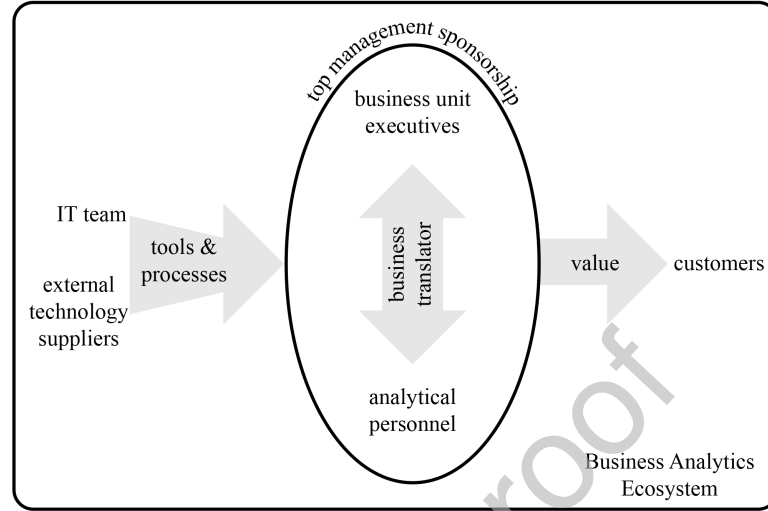 top management sponsorship
business unit
executives
IT team
tools &
processes
external
technology
suppliers
business
translator
value
customers
analytical
personnel
roof
Business Analytics
Ecosystem